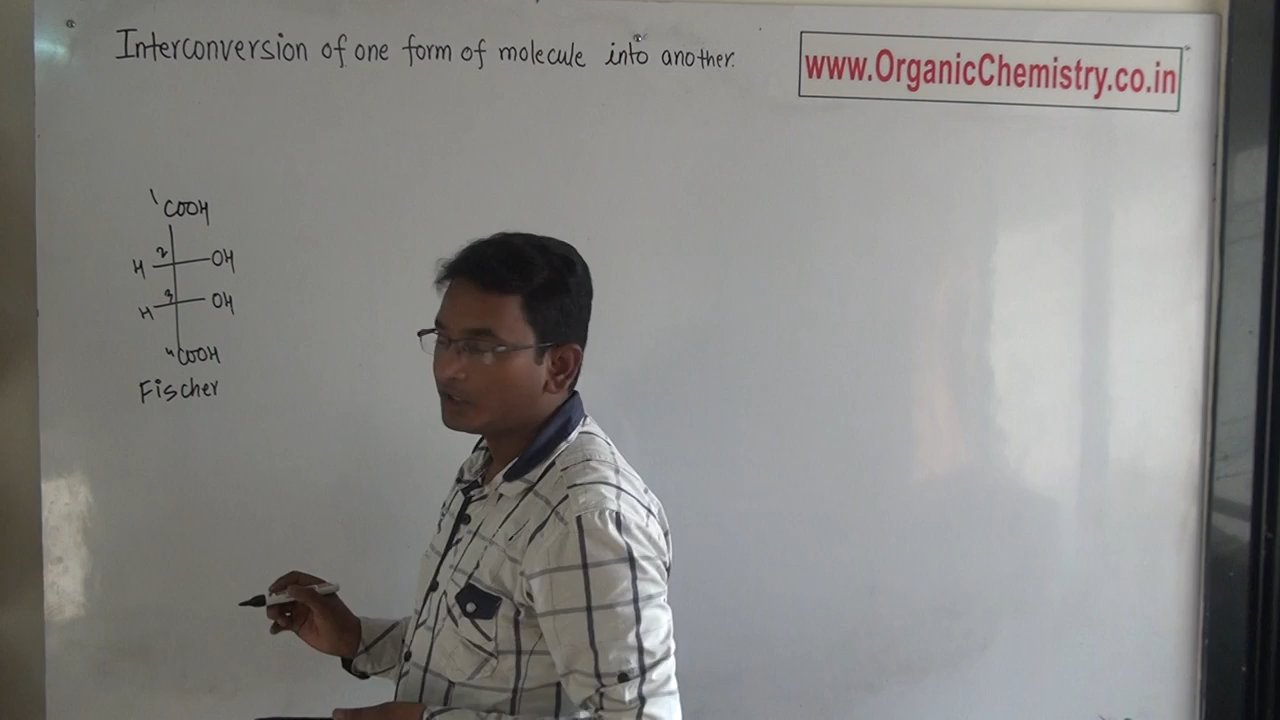 Interconversion of one form of molecule into another.
www.OrganicChemistry.co.in
1 COOH
2
H OH
3
H OH
4 COOH
Fischer